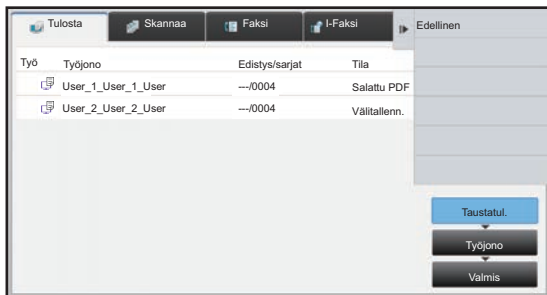 Tulosta Skannaa Faksi I-Faksi Edellinen
Työ Työjono Edistys/sarjat Tila
User_1_User_1_User ---/0004 Salattu PDF
User_2_User_2_User ---/0004 Välitallenn.
Taustatul.
Työjono
Valmis